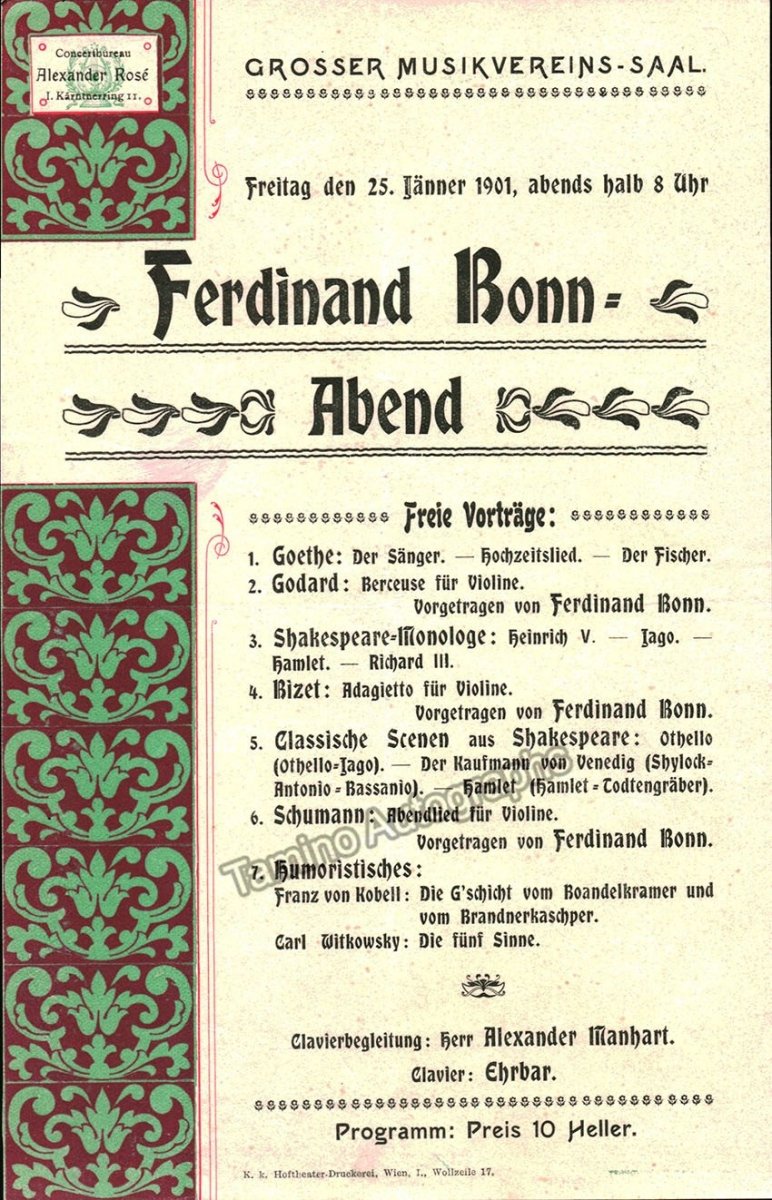 Concertbureau
Alexander Rosé
I. Kärntnerring 11.
GROSSER MUSIKVEREINS-SAAL.
Freitag den 25. Jänner 1901, abends halb 8 Uhr
Ferdinand Bonn=
Abend
Freie Vorträge:
1. Goethe: Der Sänger. — Hochzeitslied. — Der Fischer.
2. Godard: Berceuse für Violine.
Vorgetragen von Ferdinand Bonn.
3. Shakespeare=Monologe: Heinrich V. — Jago. —
Hamlet. — Richard III.
4. Bizet: Adagietto für Violine.
Vorgetragen von Ferdinand Bonn.
5. Classische Scenen aus Shakespeare: Othello
(Othello=Jago). — Der Kaufmann von Venedig (Shylock=
Antonio=Bassanio). — Hamlet (Hamlet=Todtengräber).
6. Schumann: Abendlied für Violine.
Vorgetragen von Ferdinand Bonn.
7. Humoristisches:
Franz von Kobell: Die G'schicht vom Boandelkramer und
vom Brandnerkaschper.
Carl Witkowsky: Die fünf Sinne.
Clavierbegleitung: Herr Alexander Manhart.
Clavier: Ehrbar.
Programm: Preis 10 Heller.
K. k. Hoftheater-Druckerei, Wien, I., Wollzeile 17.
Tamino Autographs